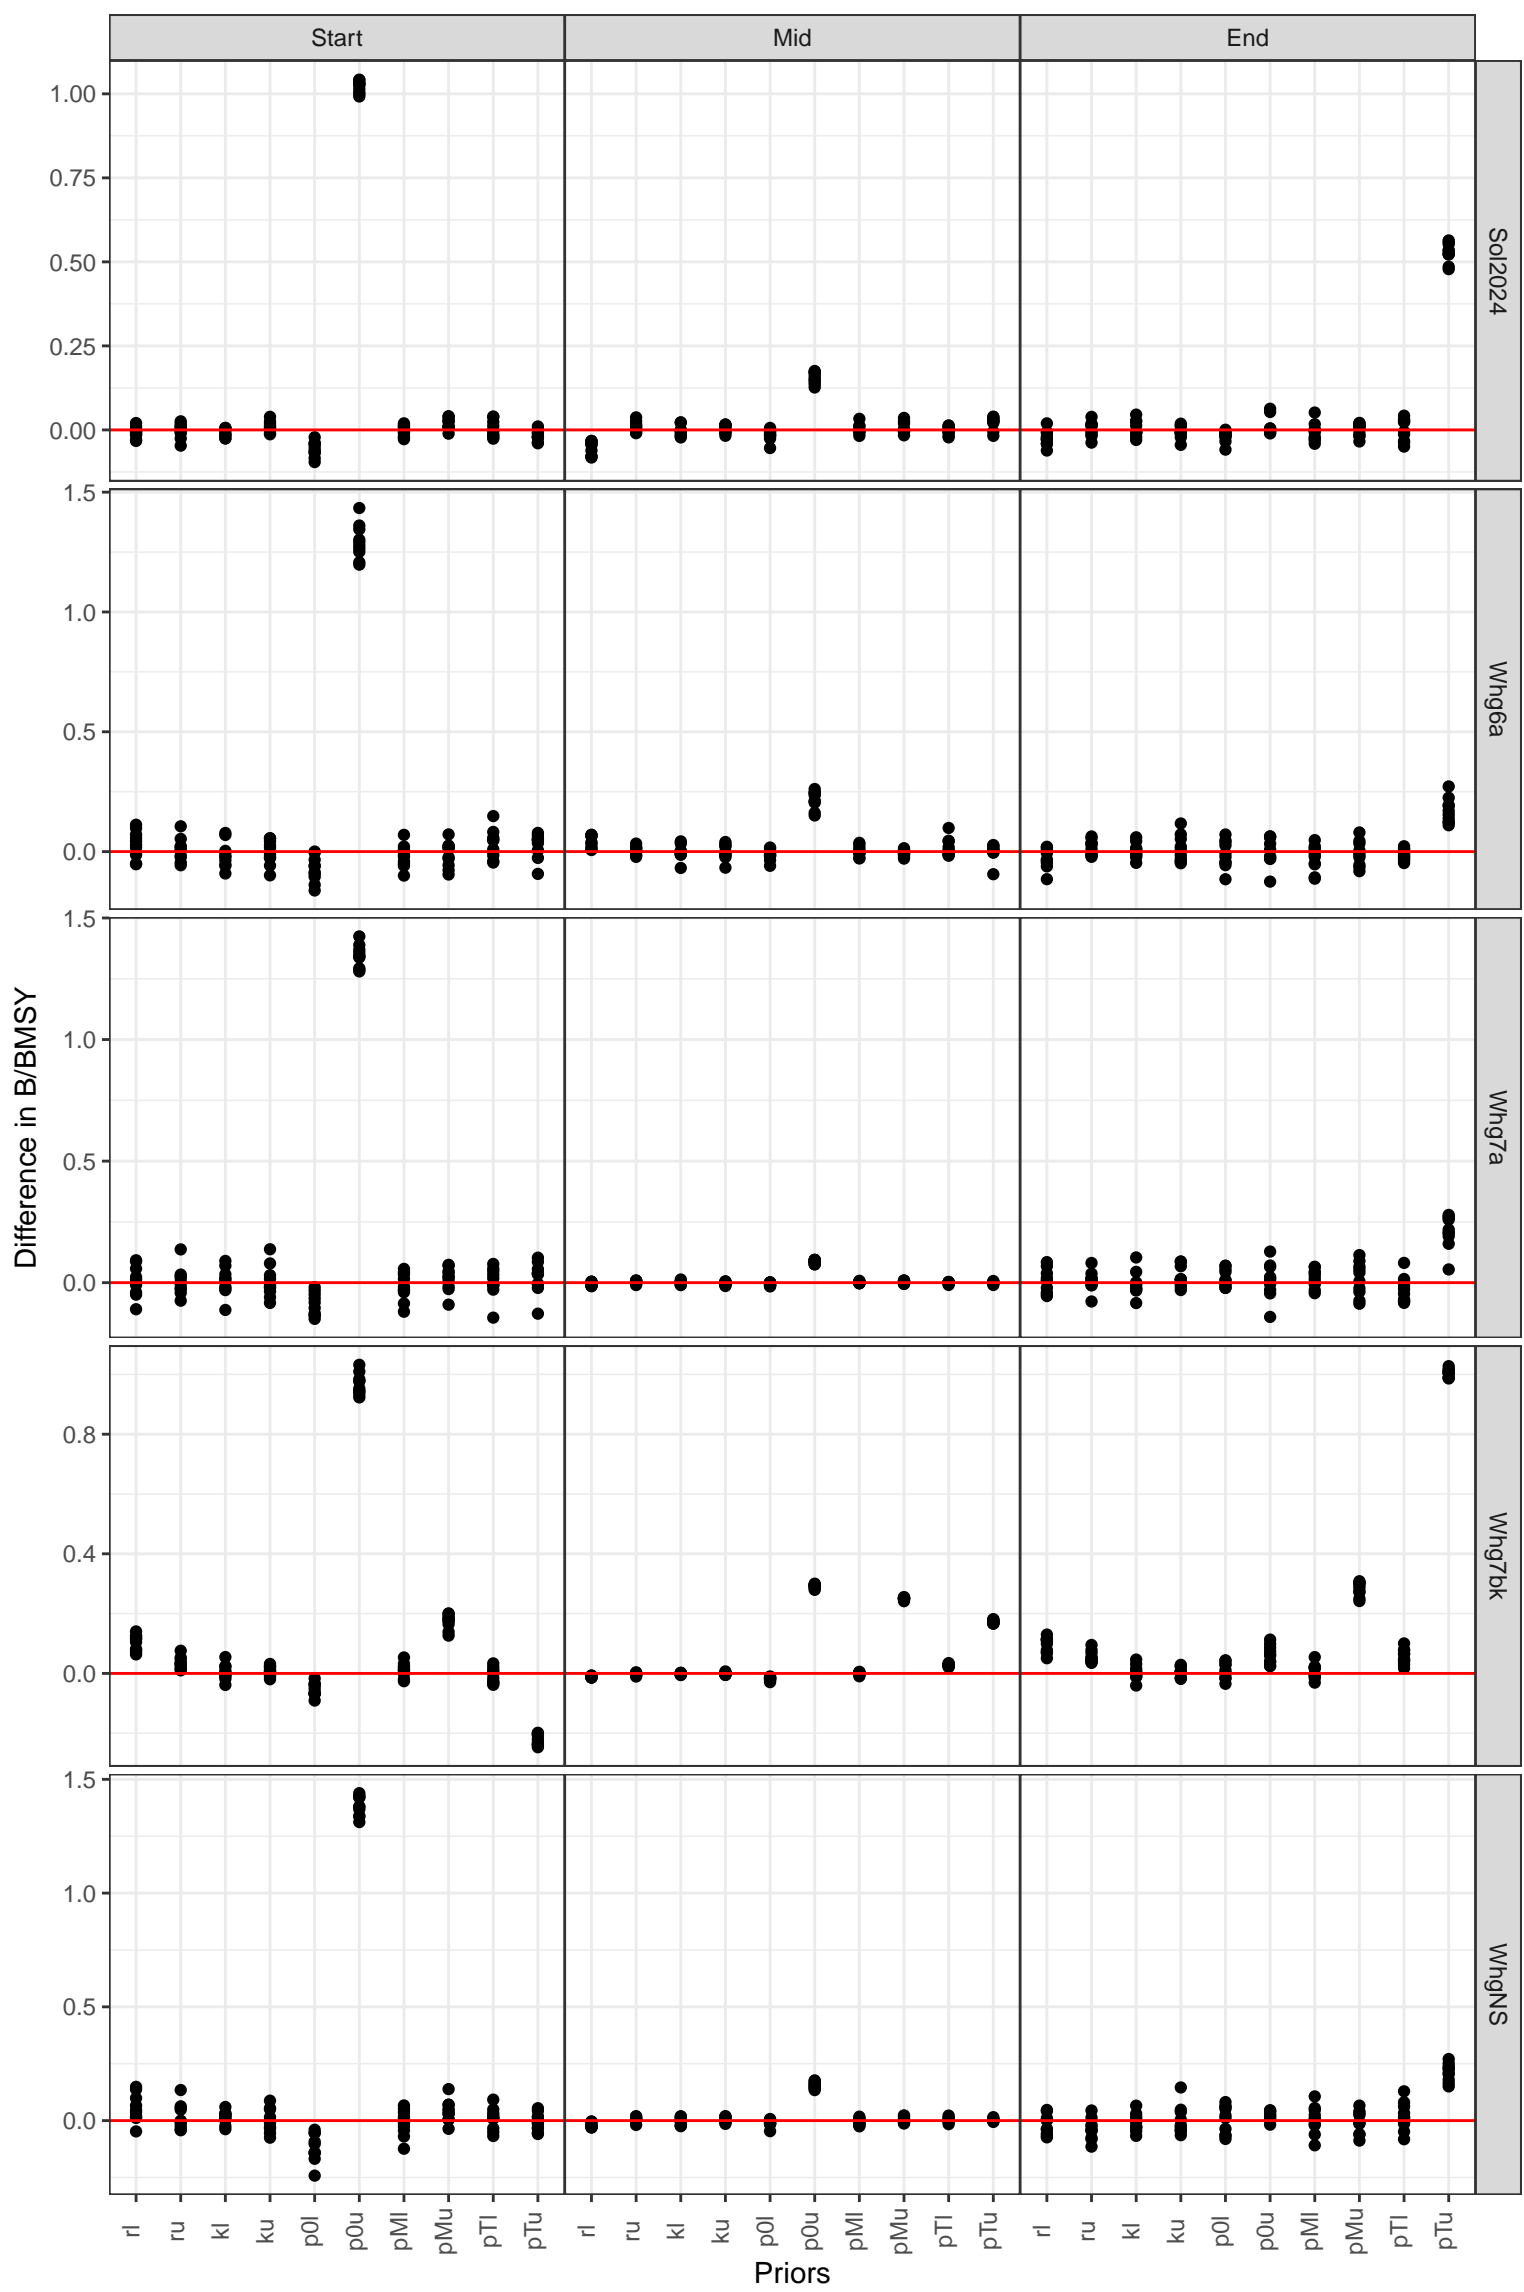 Start Mid End
1.00
0.75
0.50
0.25
0.00
Sol2024
1.5
1.0
0.5
0.0
Whg6a
1.5
1.0
0.5
0.0
Whg7a
0.8
0.4
0.0
Whg7bk
1.5
1.0
0.5
0.0
WhgNS
Difference in B/BMSY
rl ru kl ku p0l p0u pMl pMu pTl pTu rl ru kl ku p0l p0u pMl pMu pTl pTu rl ru kl ku p0l p0u pMl pMu pTl pTu
Priors